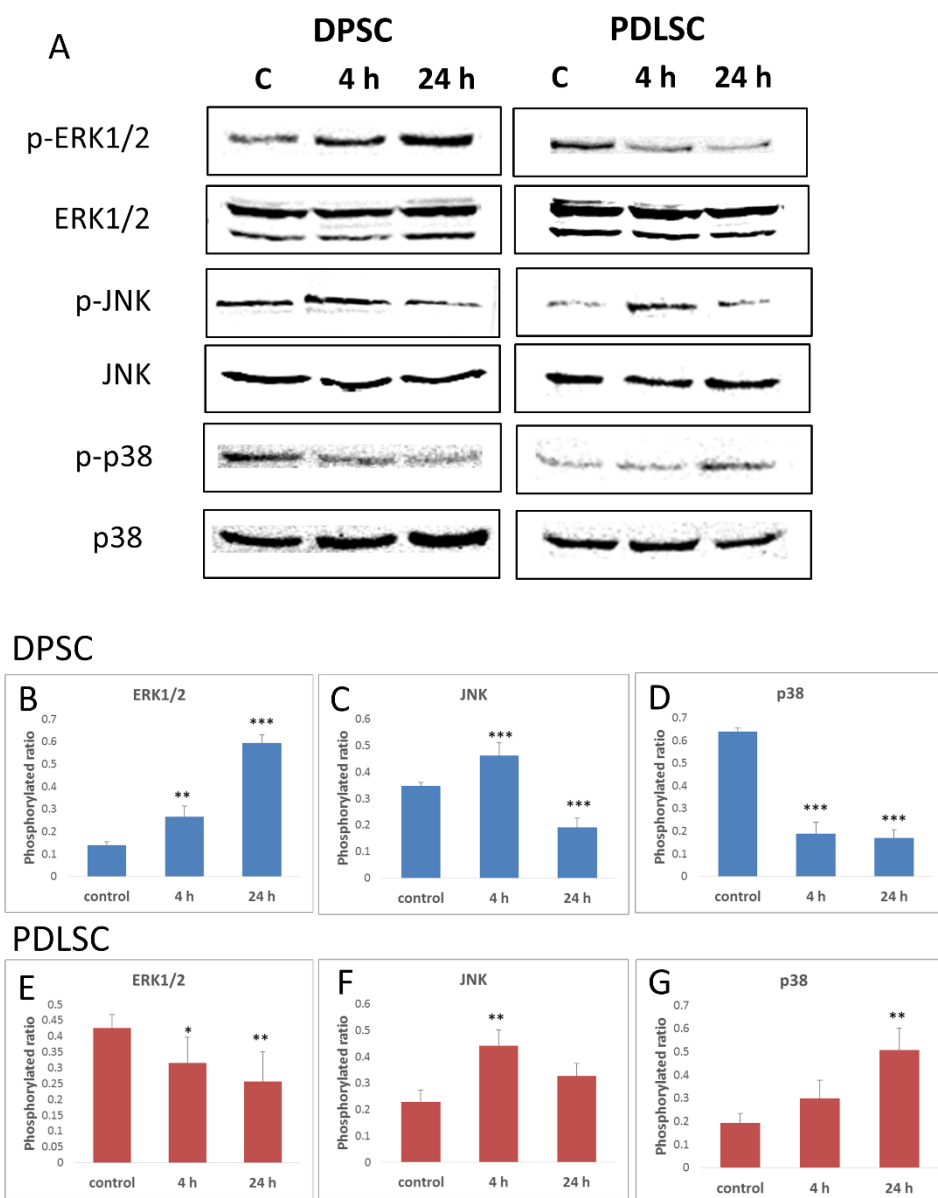 A
DPSC PDLSC
C 4 h 24 h C 4 h 24 h
p-ERK1/2
ERK1/2
p-JNK
JNK
p-p38
p38
DPSC
B
ERK1/2
Phosphorylated ratio
0.7
0.6
0.5
0.4
0.3
0.2
0.1
0
**
***
control 4 h 24 h
C
JNK
Phosphorylated ratio
0.6
0.5
0.4
0.3
0.2
0.1
0
***
***
control 4 h 24 h
D
p38
Phosphorylated ratio
0.7
0.6
0.5
0.4
0.3
0.2
0.1
0
***
***
control 4 h 24 h
PDLSC
E
ERK1/2
Phosphorylated ratio
0.5
0.45
0.4
0.35
0.3
0.25
0.2
0.15
0.1
0.05
0
*
**
control 4 h 24 h
F
JNK
Phosphorylated ratio
0.6
0.5
0.4
0.3
0.2
0.1
0
**
control 4 h 24 h
G
p38
Phosphorylated ratio
0.7
0.6
0.5
0.4
0.3
0.2
0.1
0
**
control 4 h 24 h